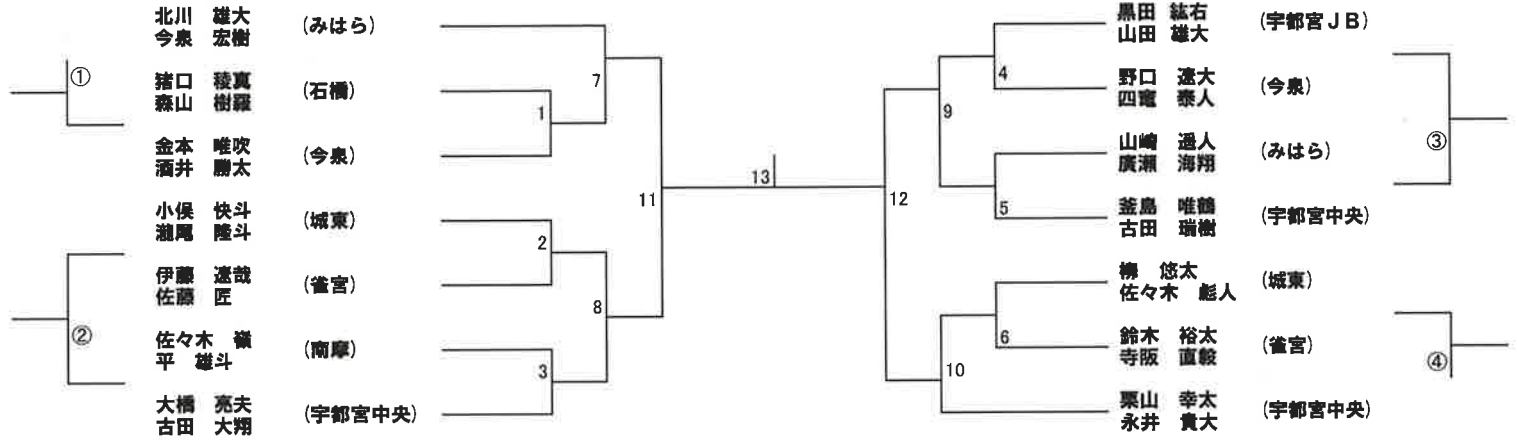 北川 雄大
今泉 宏樹
(みはら)
①
猪口 稜真
森山 樹羅
(石橋)
金本 唯吹
酒井 勝太
(今泉)
小俣 快斗
瀧尾 隆斗
(城東)
伊藤 遼哉
佐藤 匠
(雀宮)
②
佐々木 嶺
平 雄斗
(南摩)
大橋 亮夫
古田 大翔
(宇都宮中央)
7
1
11
2
8
3
13
12
9
4
5
10
6
黒田 紘右
山田 雄大
(宇都宮JB)
野口 遼大
四竃 泰人
(今泉)
③
山崎 遥人
廣瀬 海翔
(みはら)
釜島 唯鶴
古田 瑞樹
(宇都宮中央)
柳 悠太
佐々木 彪人
(城東)
鈴木 裕太
寺阪 直毅
(雀宮)
④
栗山 幸太
永井 貴大
(宇都宮中央)